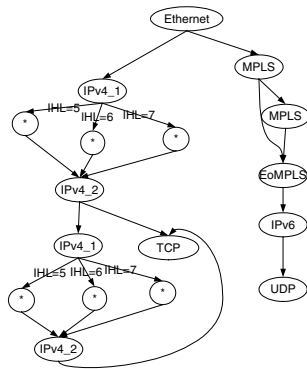 Ethernet
IPv4_1
MPLS
IHL=5
IHL=6
IHL=7
MPLS
*
*
*
IPv4_2
EoMPLS
IPv4_1
TCP
IPv6
IHL=5
IHL=6
IHL=7
UDP
*
*
*
IPv4_2